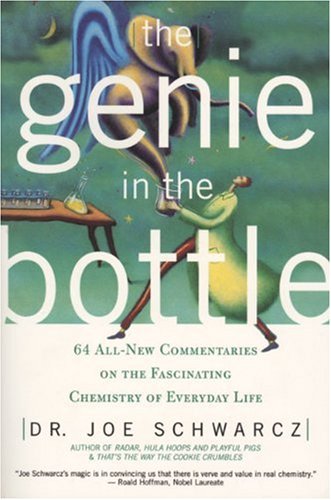 the
genie
in the
bottle
64 All-New Commentaries
on the Fascinating
Chemistry of Everyday Life
DR. JOE SCHWARCZ
AUTHOR OF RADAR, HULA HOOPS AND PLAYFUL PIGS
& THAT'S THE WAY THE COOKIE CRUMBLES
"Joe Schwarcz's magic is in convincing us that there is verve and value in real chemistry."
— Roald Hoffman, Nobel Laureate